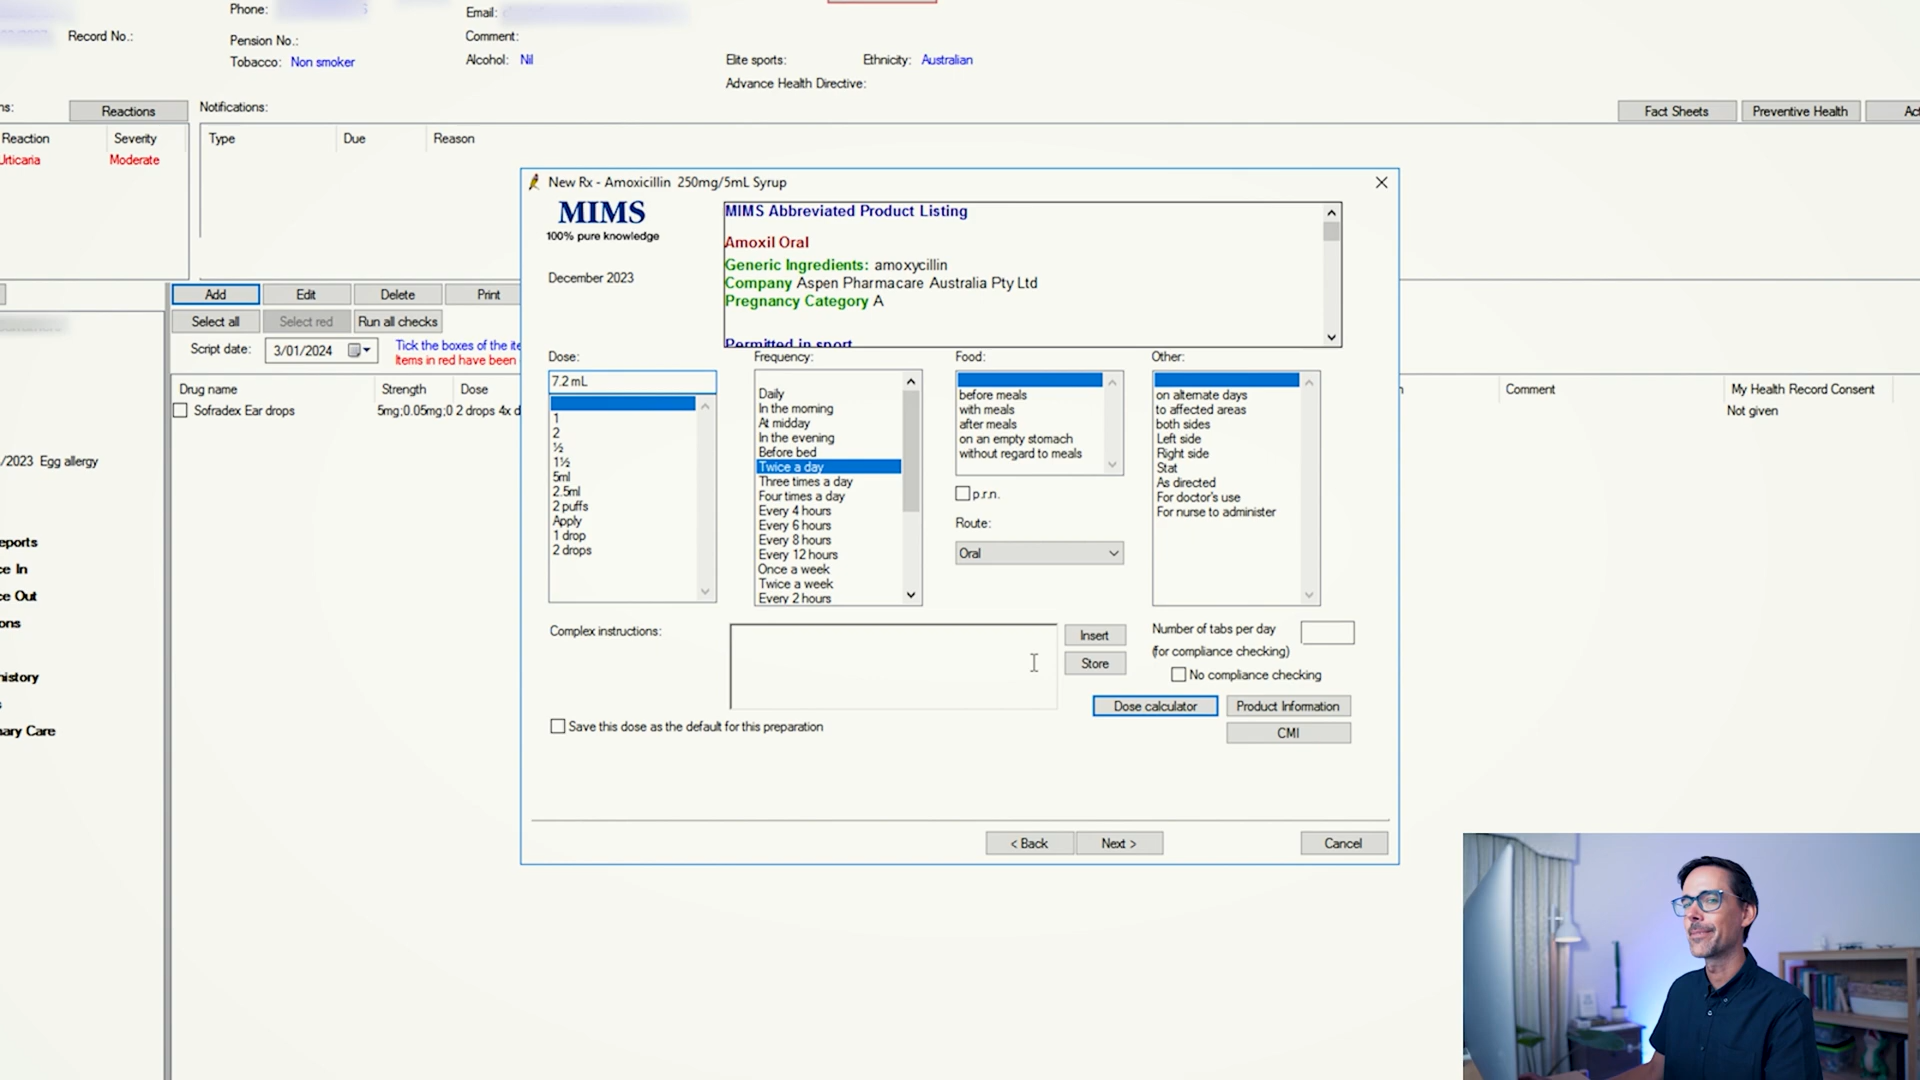 Phone:
Email:
Record No.:
Comment:
Pension No.:
Tobacco: Non smoker
Alcohol: Nil
Elite sports:
Ethnicity: Australian
Advance Health Directive:
Reactions
Notifications:
Fact Sheets
Preventive Health
Reaction Severity
Type Due Reason
Urticaria Moderate
New Rx - Amoxicillin 250mg/5mL Syrup
MIMS
100% pure knowledge
December 2023
MIMS Abbreviated Product Listing
Amoxil Oral
Generic Ingredients: amoxycillin
Company Aspen Pharmacare Australia Pty Ltd
Pregnancy Category A
Permitted in sport
Add Edit Delete Print
Select all Select red Run all checks
Script date: 3/01/2024
Tick the boxes of the
Items in red have been
Drug name Strength Dose
Comment My Health Record Consent
Sofradex Ear drops 5mg;0.05mg;0 2 drops 4x d
Not given
/2023 Egg allergy
eports
ce In
ce Out
ons
history
ary Care
Dose:
7.2 mL
1
2
½
1½
5ml
2.5ml
2 puffs
Apply
1 drop
2 drops
Frequency:
Daily
In the morning
At midday
In the evening
Before bed
Twice a day
Three times a day
Four times a day
Every 4 hours
Every 6 hours
Every 8 hours
Every 12 hours
Once a week
Twice a week
Every 2 hours
Food:
before meals
with meals
after meals
on an empty stomach
without regard to meals
p.r.n.
Route:
Oral
Other:
on alternate days
to affected areas
both sides
Left side
Right side
Stat
As directed
For doctor's use
For nurse to administer
Complex instructions:
Insert
Store
Number of tabs per day
(for compliance checking)
No compliance checking
Dose calculator
Product Information
CMI
Save this dose as the default for this preparation
< Back
Next >
Cancel